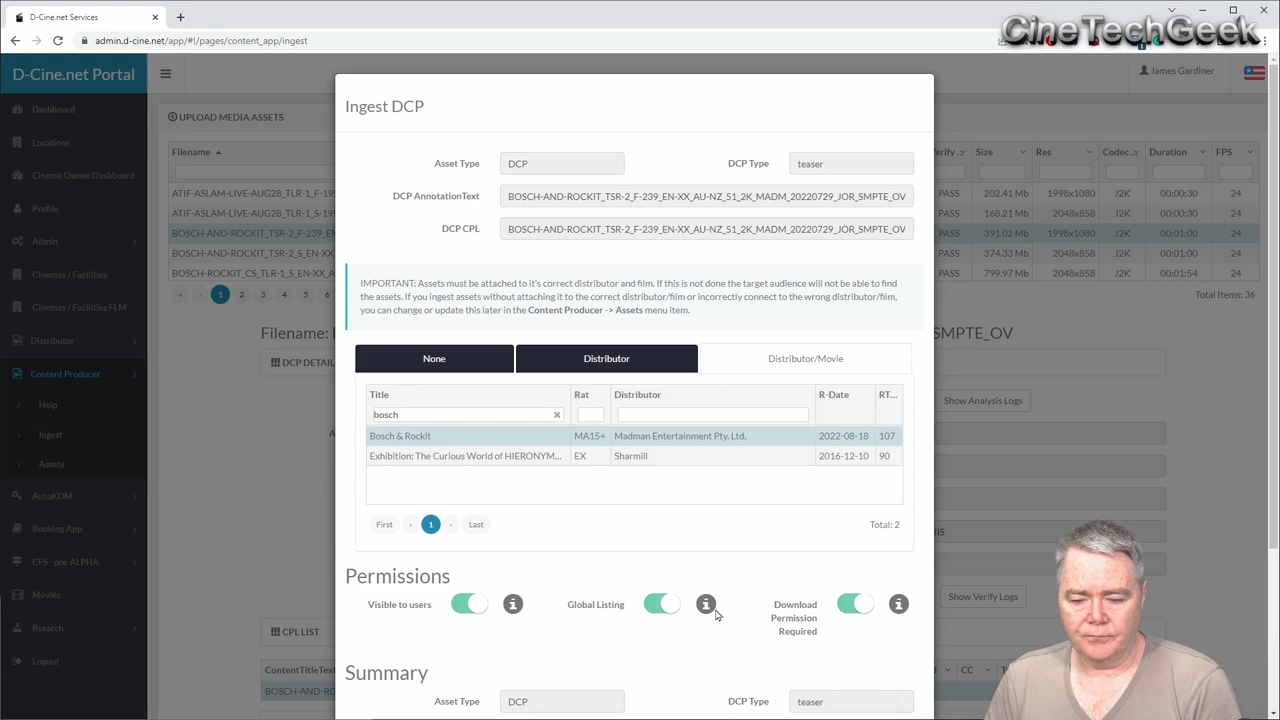 D-Cine.net Services
admin.d-cine.net/app/#!/pages/content_app/ingest
CineTechGeek
D-Cine.net Portal
James Gardiner
Dashboard
Locations
Cinema Owner Dashboard
Profile
Admin
Cinemas / Facilities
Cinemas / Facilities FLM
Distributor
Content Producer
Help
Ingest
Assets
AutoKDM
Booking App
CFS - pre-ALPHA
Movies
Rsearch
Logout
UPLOAD MEDIA ASSETS
Filename
Size Res Codec Duration FPS
ATIF-ASLAM-LIVE-AUG28_TLR-1_F-19 PASS 202.41 Mb 1998x1080 J2K 00:00:30 24
ATIF-ASLAM-LIVE-AUG28_TLR-1_S-19 PASS 168.21 Mb 2048x858 J2K 00:00:30 24
BOSCH-AND-ROCKIT_TSR-2_F-239_EN PASS 391.02 Mb 1998x1080 J2K 00:01:00 24
BOSCH-AND-ROCKIT_TSR-2_S_EN-XX PASS 374.33 Mb 2048x858 J2K 00:01:00 24
BOSCH-ROCKIT_CS_TLR-1_S_EN-XX_A PASS 799.97 Mb 2048x858 J2K 00:01:54 24
1 2 3 4 5 6
Total Items: 36
Filename: SMPTE_OV
DCP DETAIL
Show Analysis Logs
Show Verify Logs
CPL LIST
ContentTitleText CC
BOSCH-AND-RO
Ingest DCP
Asset Type DCP DCP Type teaser
DCP AnnotationText BOSCH-AND-ROCKIT_TSR-2_F-239_EN-XX_AU-NZ_51_2K_MADM_20220729_JOR_SMPTE_OV
DCP CPL BOSCH-AND-ROCKIT_TSR-2_F-239_EN-XX_AU-NZ_51_2K_MADM_20220729_JOR_SMPTE_OV
IMPORTANT: Assets must be attached to it's correct distributor and film. If this is not done the target audience will not be able to find
the assets. If you ingest assets without attaching it to the correct distributor/film or incorrectly connect to the wrong distributor/film,
you can change or update this later in the Content Producer -> Assets menu item.
None Distributor Distributor/Movie
Title Rat Distributor R-Date RT...
bosch
Bosch & Rockit MA15+ Madman Entertainment Pty. Ltd. 2022-08-18 107
Exhibition: The Curious World of HIERONYM... EX Sharmill 2016-12-10 90
First ‹ 1 › Last Total: 2
Permissions
Visible to users Global Listing Download
Permission
Required
Summary
Asset Type DCP DCP Type teaser